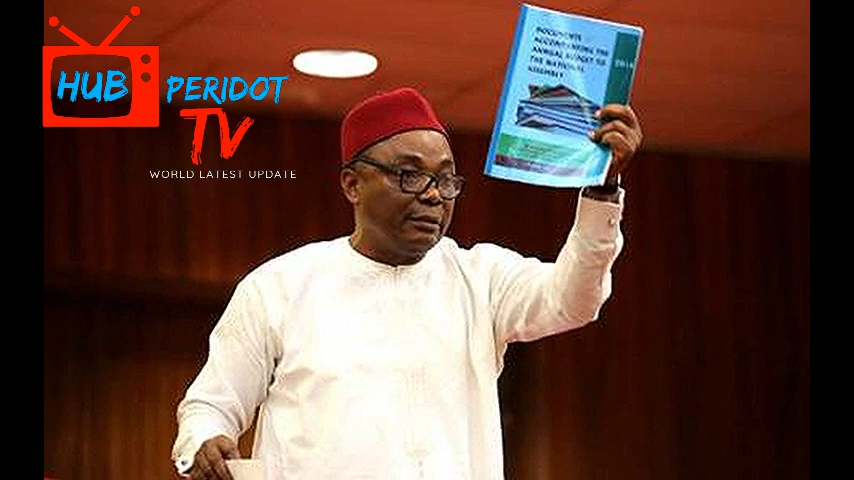 HUB
PERIDOT
TV
WORLD LATEST UPDATE
DOCUMENTS
ACCOMPANYING THE
ANNUAL BUDGET TO
THE NATIONAL
ASSEMBLY